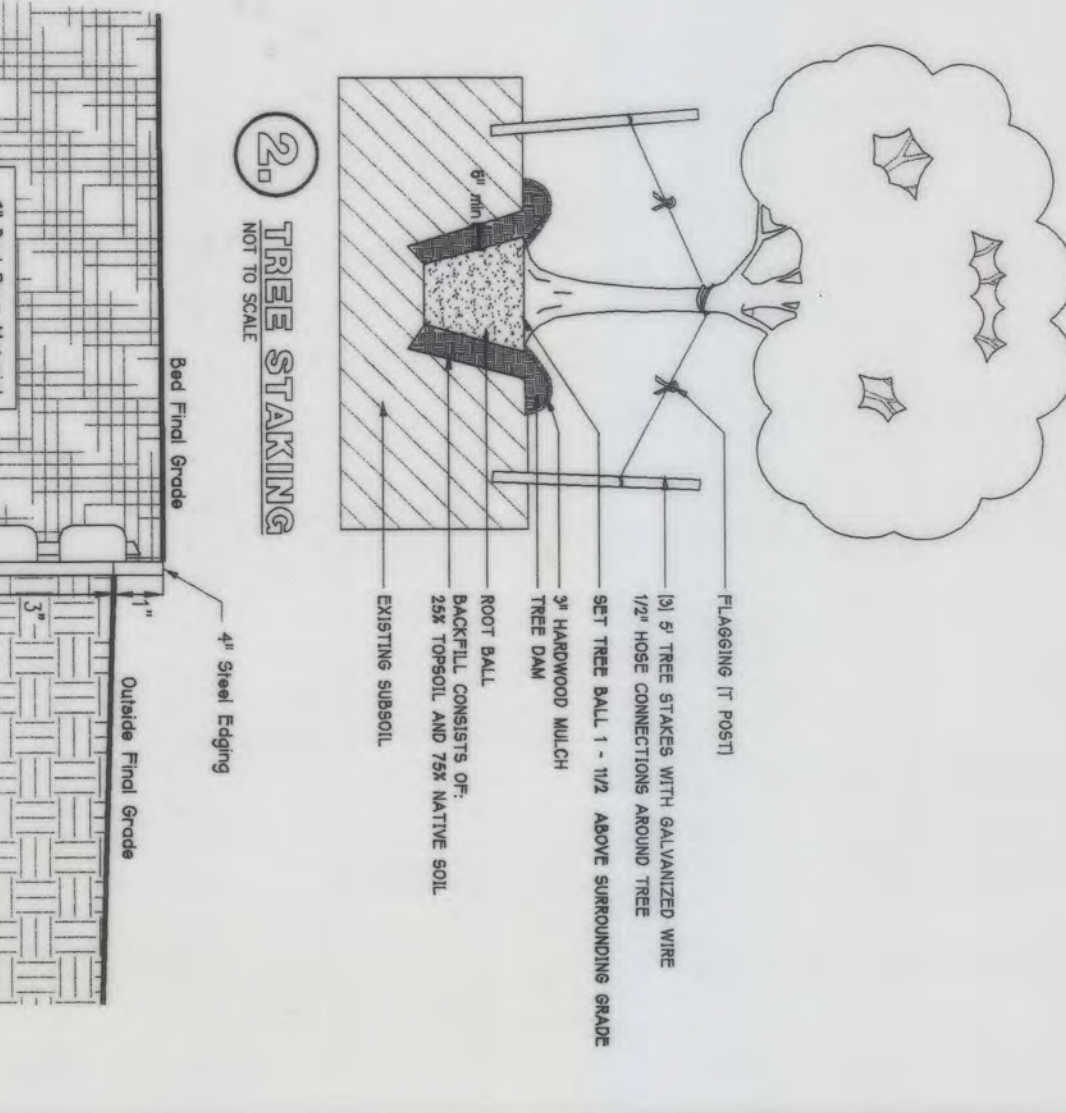 FLAGGING (T POST)
(3) 5' TREE STAKES WITH GALVANIZED WIRE
1/2" HOSE CONNECTIONS AROUND TREE
SET TREE BALL 1 - 11/2 ABOVE SURROUNDING GRADE
3" HARDWOOD MULCH
TREE DAM
ROOT BALL
BACKFILL CONSISTS OF:
25% TOPSOIL AND 75% NATIVE SOIL
EXISTING SUBSOIL
6" min
2. TREE STAKING
NOT TO SCALE
4" Steel Edging
Bed Final Grade
Outside Final Grade
1"
3"